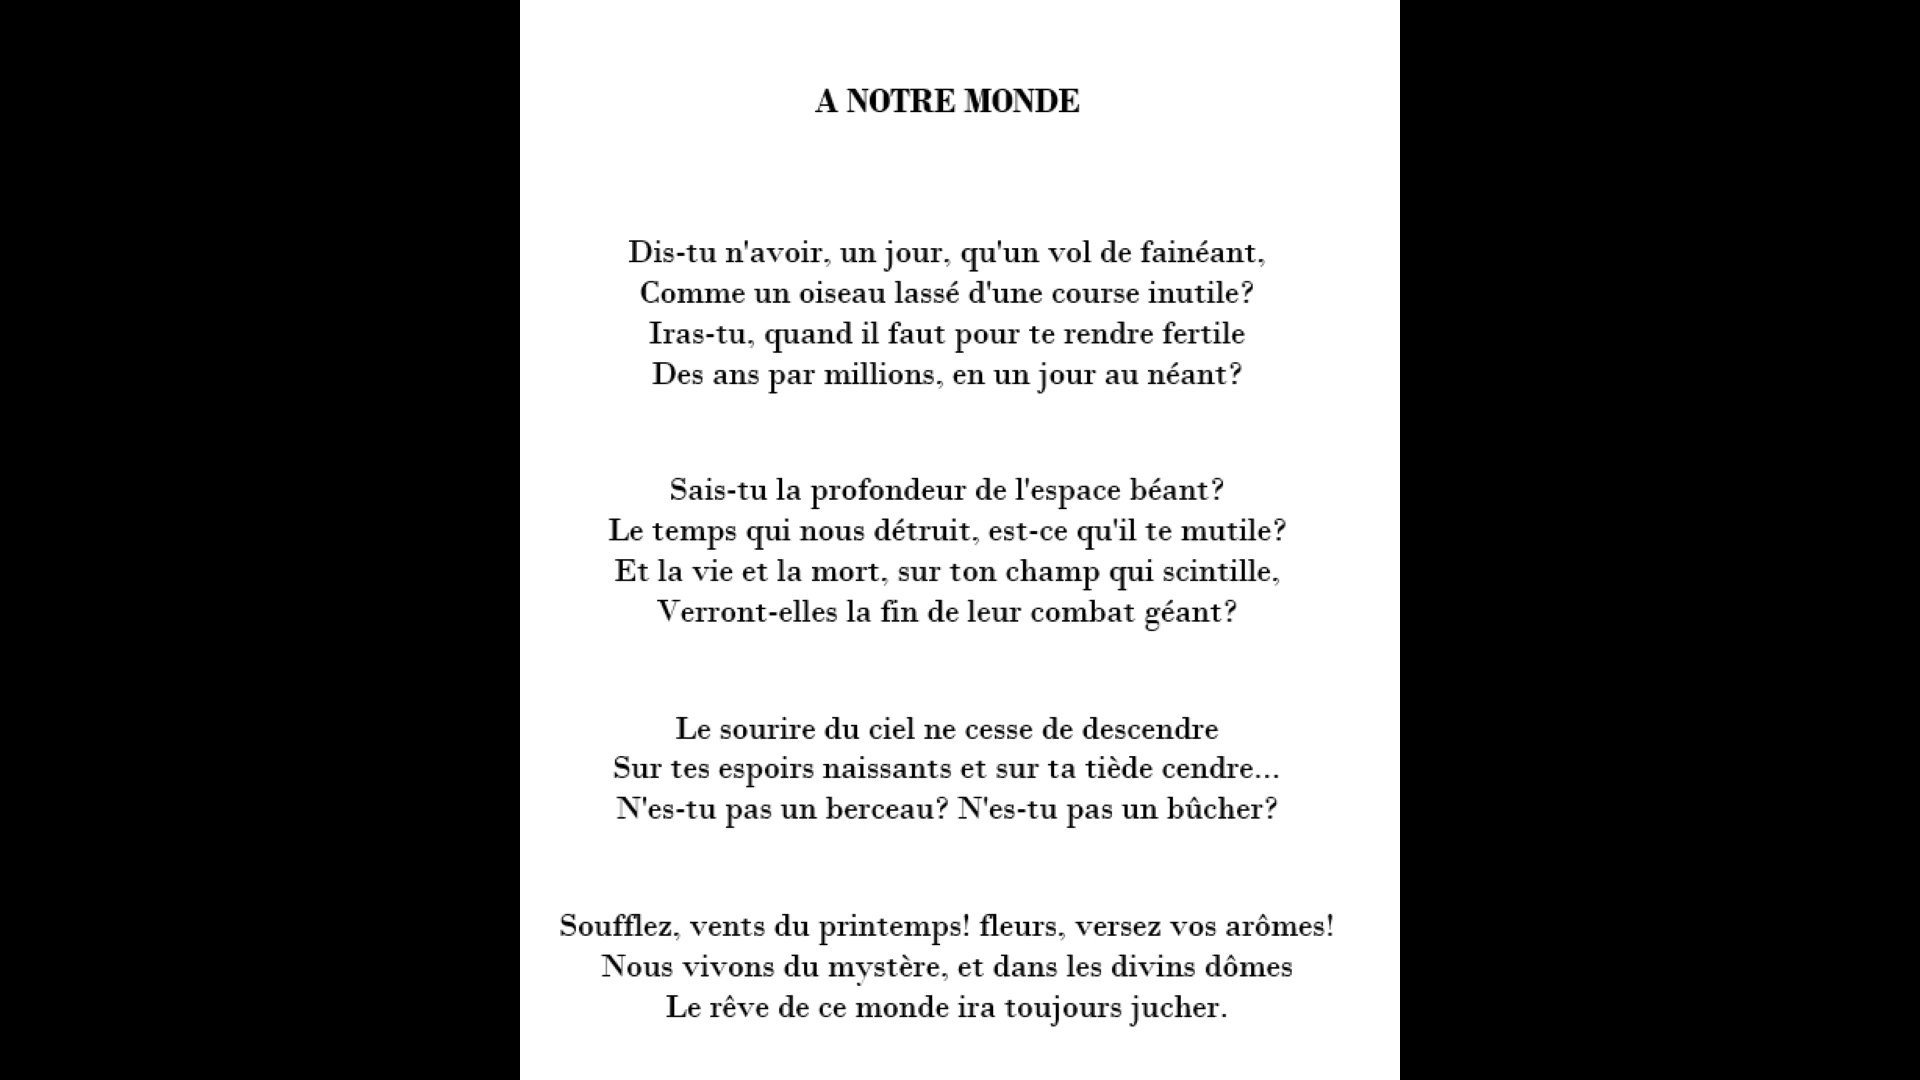 A NOTRE MONDE
Dis-tu n'avoir, un jour, qu'un vol de fainéant,
Comme un oiseau lassé d'une course inutile?
Iras-tu, quand il faut pour te rendre fertile
Des ans par millions, en un jour au néant?
Sais-tu la profondeur de l'espace béant?
Le temps qui nous détruit, est-ce qu'il te mutile?
Et la vie et la mort, sur ton champ qui scintille,
Verront-elles la fin de leur combat géant?
Le sourire du ciel ne cesse de descendre
Sur tes espoirs naissants et sur ta tiède cendre...
N'es-tu pas un berceau? N'es-tu pas un bûcher?
Soufflez, vents du printemps! fleurs, versez vos arômes!
Nous vivons du mystère, et dans les divins dômes
Le rêve de ce monde ira toujours jucher.